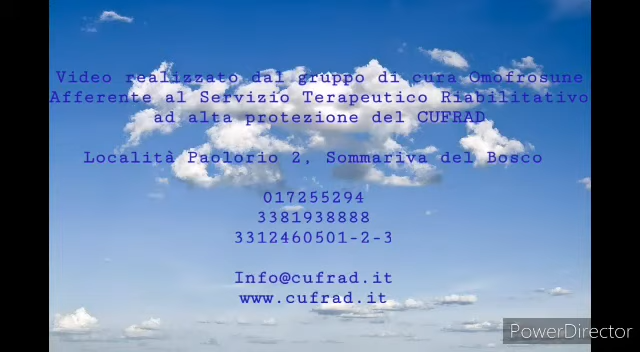 Video realizzato dal gruppo di cura Omofrosune
Afferente al Servizio Terapeutico Riabilitativo
ad alta protezione del CUFRAD
Località Paolorio 2, Sommariva del Bosco
017255294
3381938888
3312460501-2-3
Info@cufrad.it
www.cufrad.it
PowerDirector